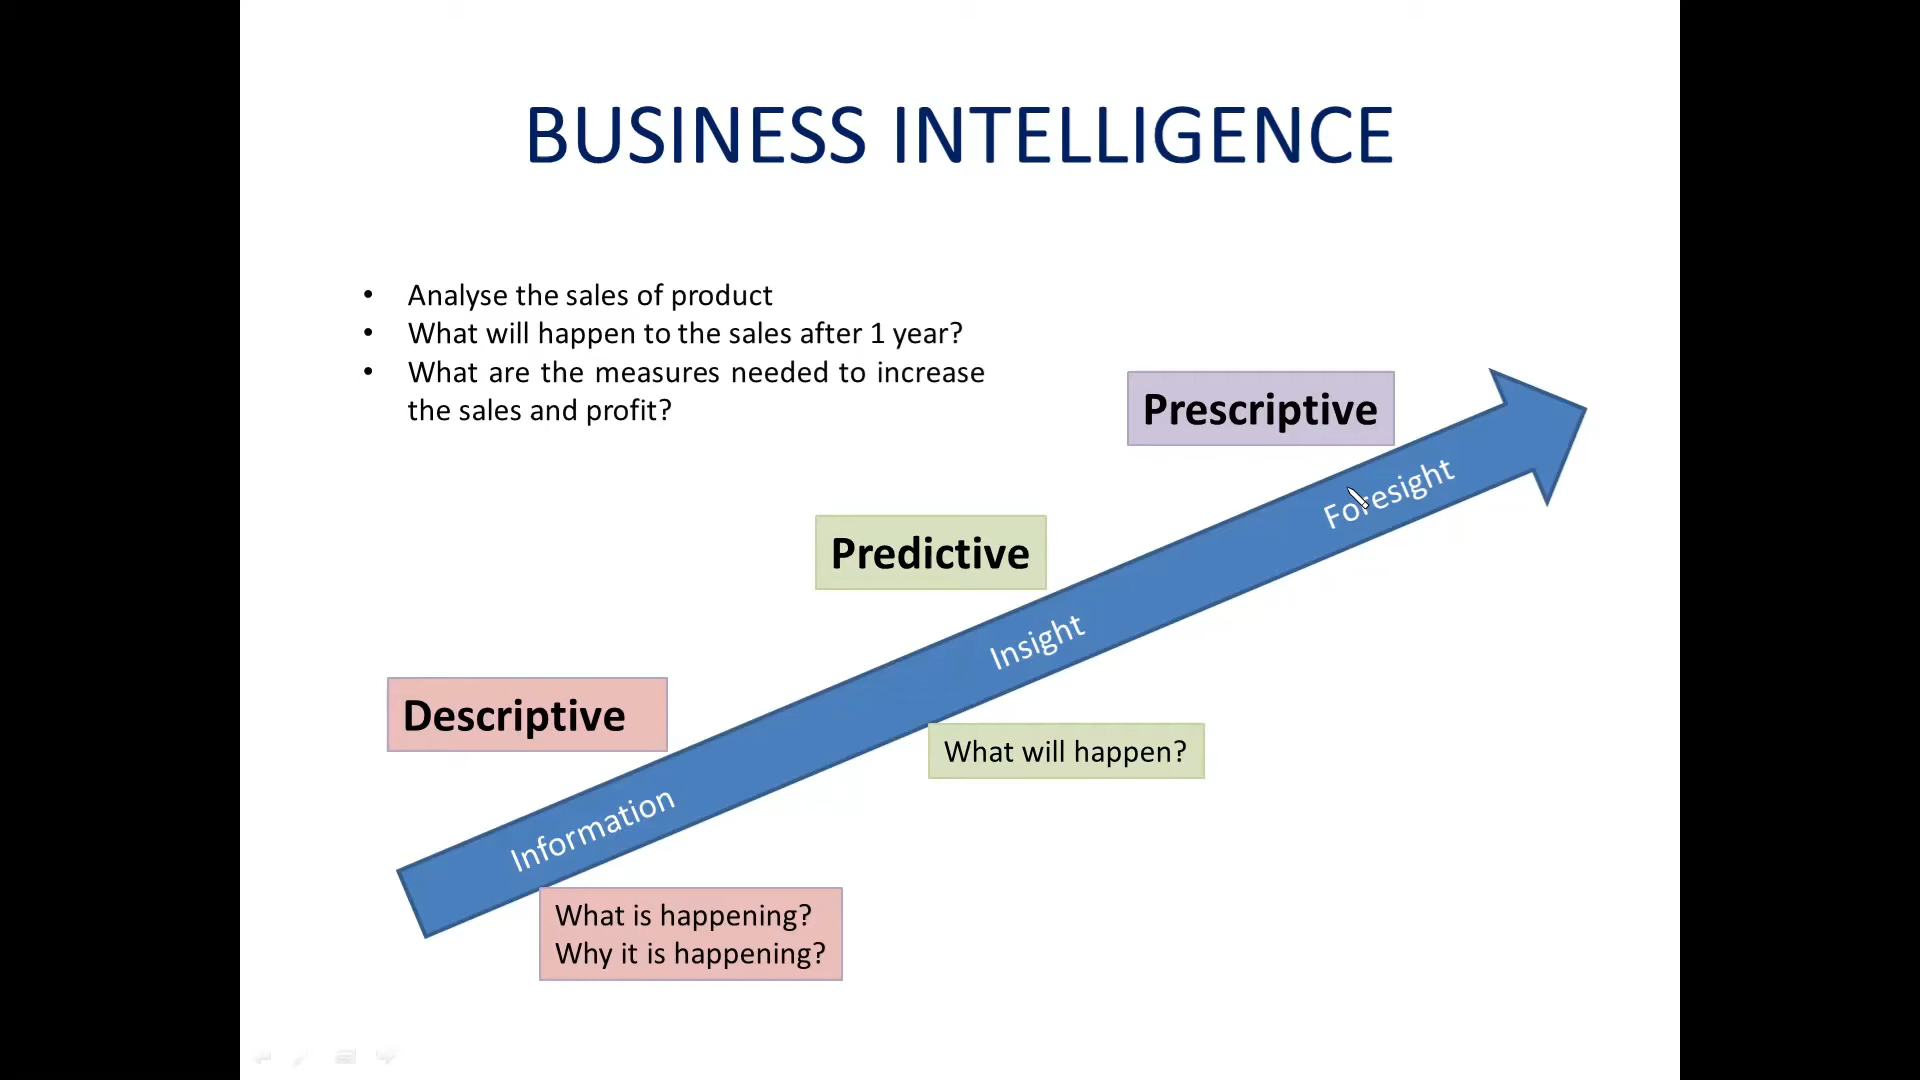 BUSINESS INTELLIGENCE
• Analyse the sales of product
• What will happen to the sales after 1 year?
• What are the measures needed to increase
the sales and profit?
Prescriptive
Foresight
Predictive
Insight
What will happen?
Descriptive
Information
What is happening?
Why it is happening?